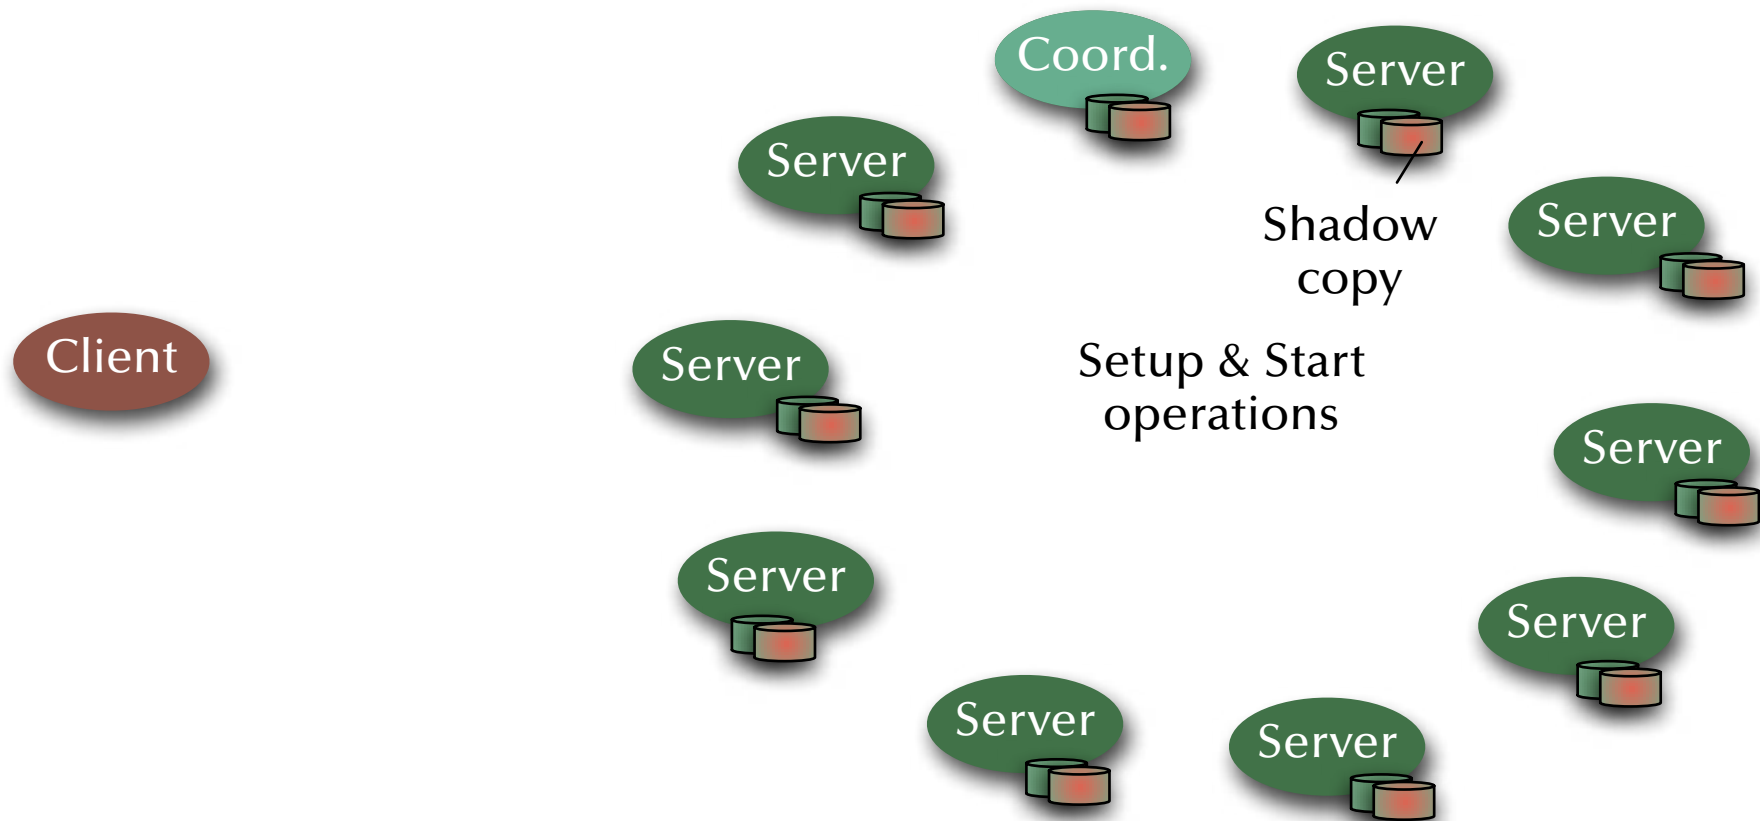 Coord.
Server
Server
Server
Shadow
copy
Client
Server
Setup & Start
operations
Server
Server
Server
Server
Server